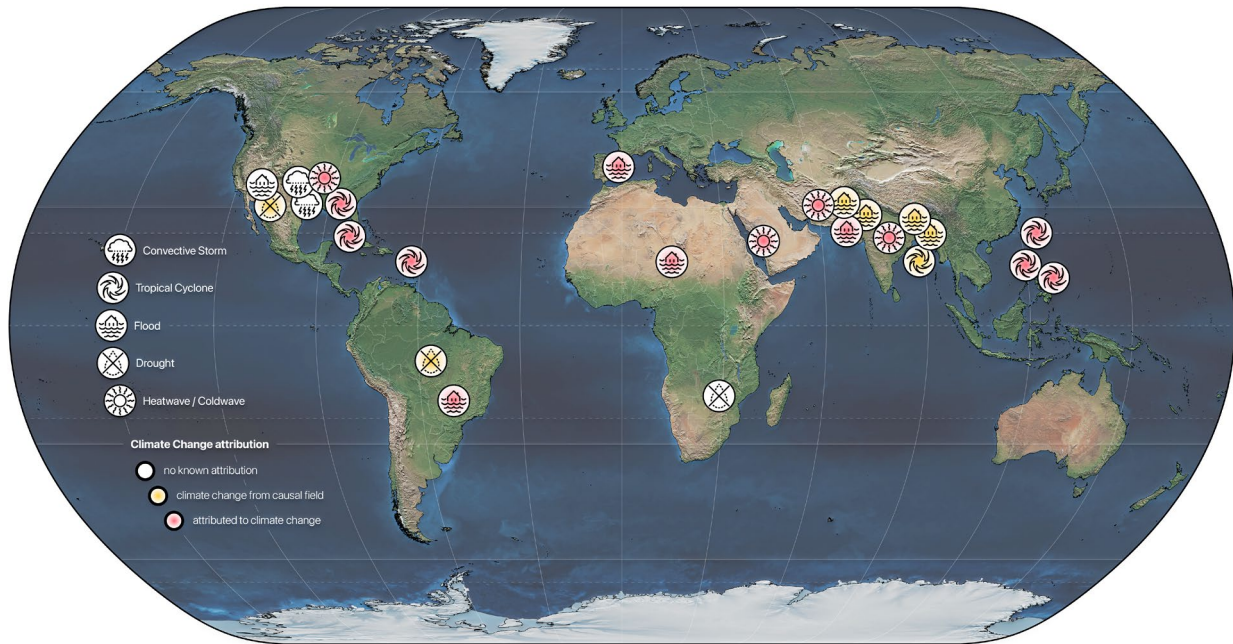 Convective Storm
Tropical Cyclone
Flood
Drought
Heatwave / Coldwave
Climate Change attribution
no known attribution
climate change from causal field
attributed to climate change